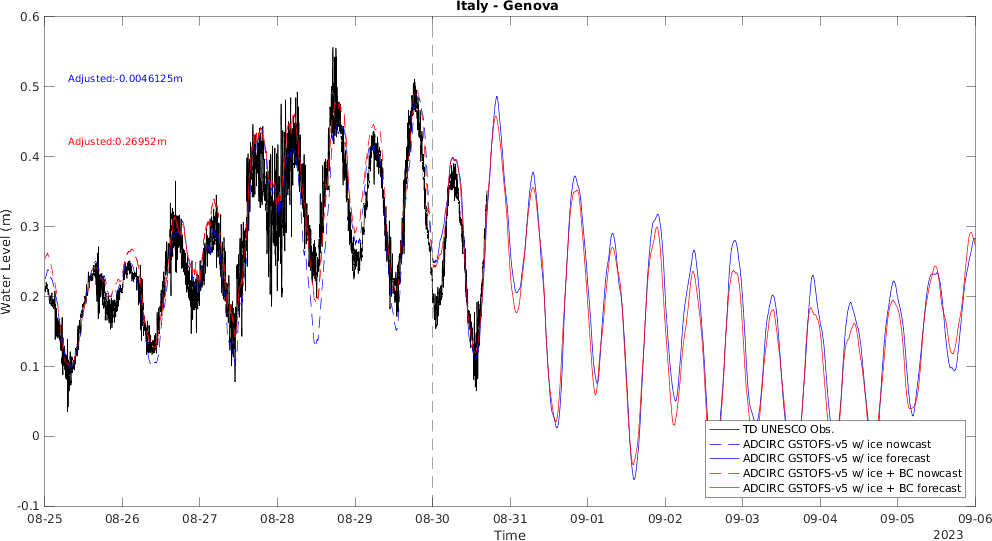 Italy - Genova
Water Level (m)
0.6
0.5
0.4
0.3
0.2
0.1
0
-0.1
Adjusted:-0.0046125m
Adjusted:0.26952m
TD UNESCO Obs.
ADCIRC GSTOFS-v5 w/ ice nowcast
ADCIRC GSTOFS-v5 w/ ice forecast
ADCIRC GSTOFS-v5 w/ ice + BC nowcast
ADCIRC GSTOFS-v5 w/ ice + BC forecast
08-25 08-26 08-27 08-28 08-29 08-30 08-31 09-01 09-02 09-03 09-04 09-05 09-06
Time
2023